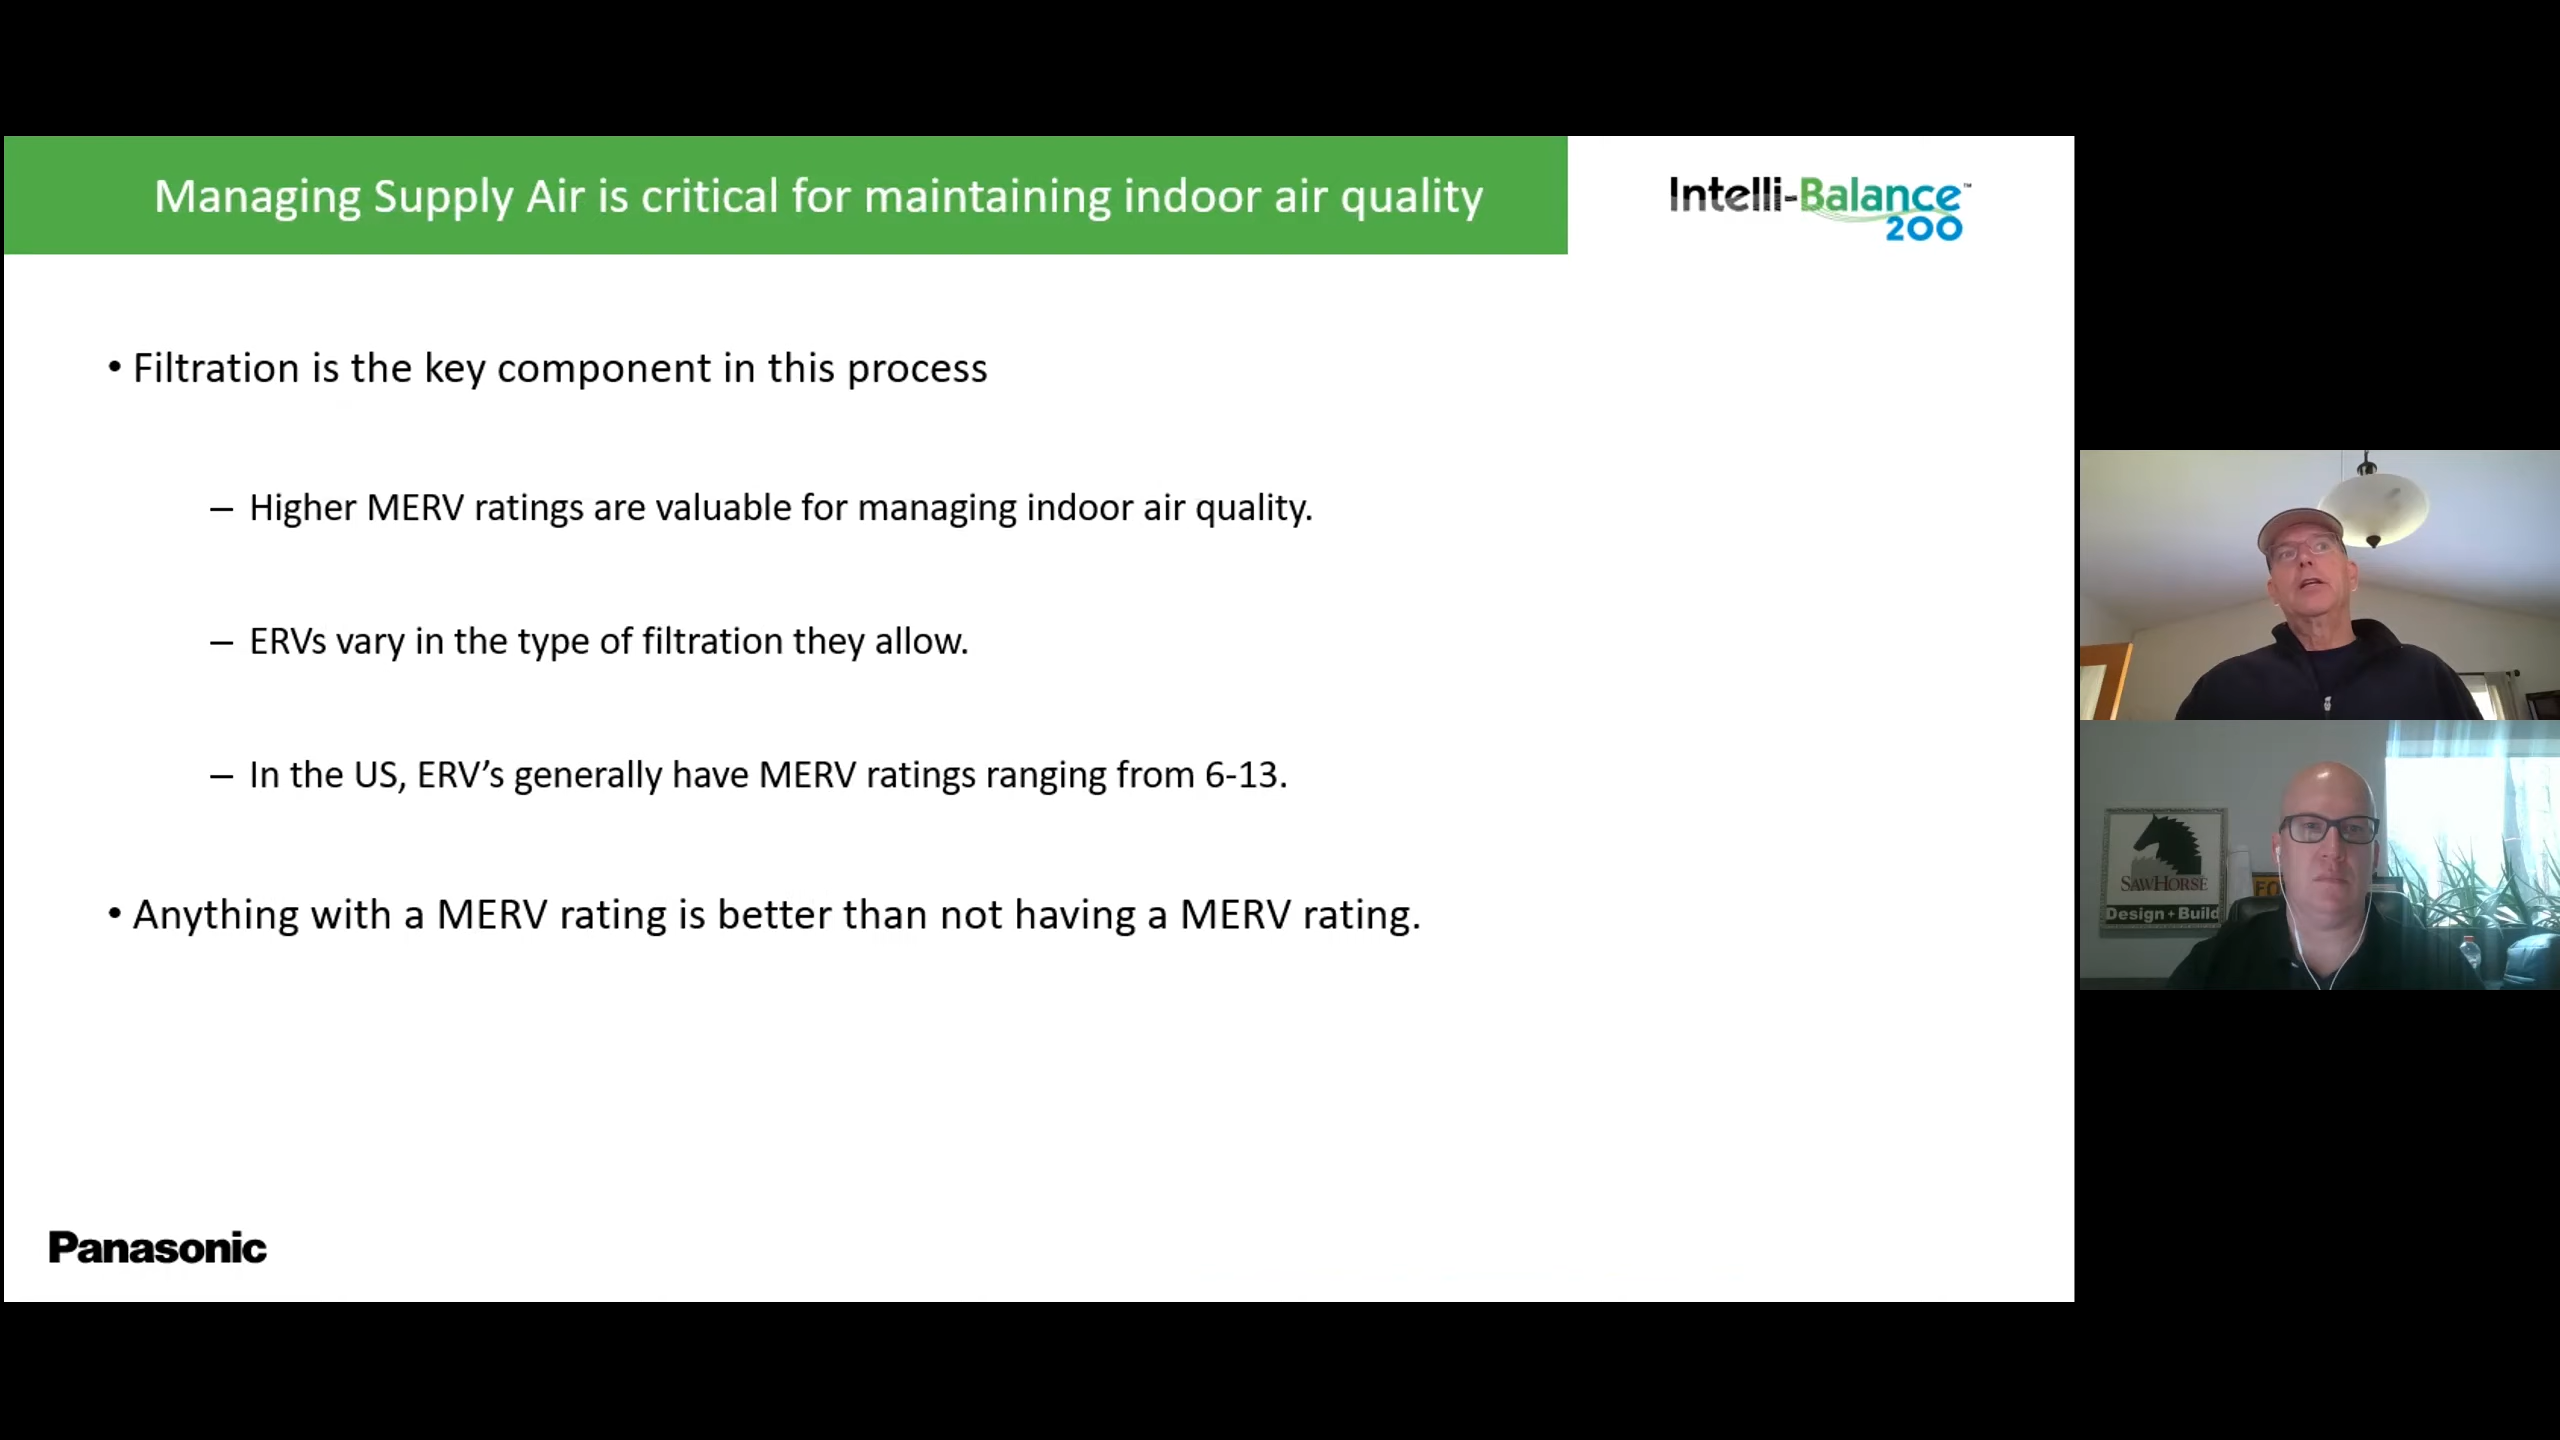 Managing Supply Air is critical for maintaining indoor air quality
Intelli-Balance™
200
• Filtration is the key component in this process
– Higher MERV ratings are valuable for managing indoor air quality.
– ERVs vary in the type of filtration they allow.
– In the US, ERV’s generally have MERV ratings ranging from 6-13.
• Anything with a MERV rating is better than not having a MERV rating.
Panasonic
SAWHORSE
Design + Build